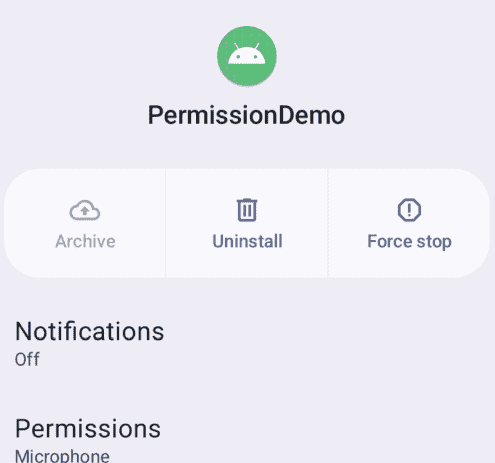 PermissionDemo
Archive
Uninstall
Force stop
Notifications
Off
Permissions
Microphone